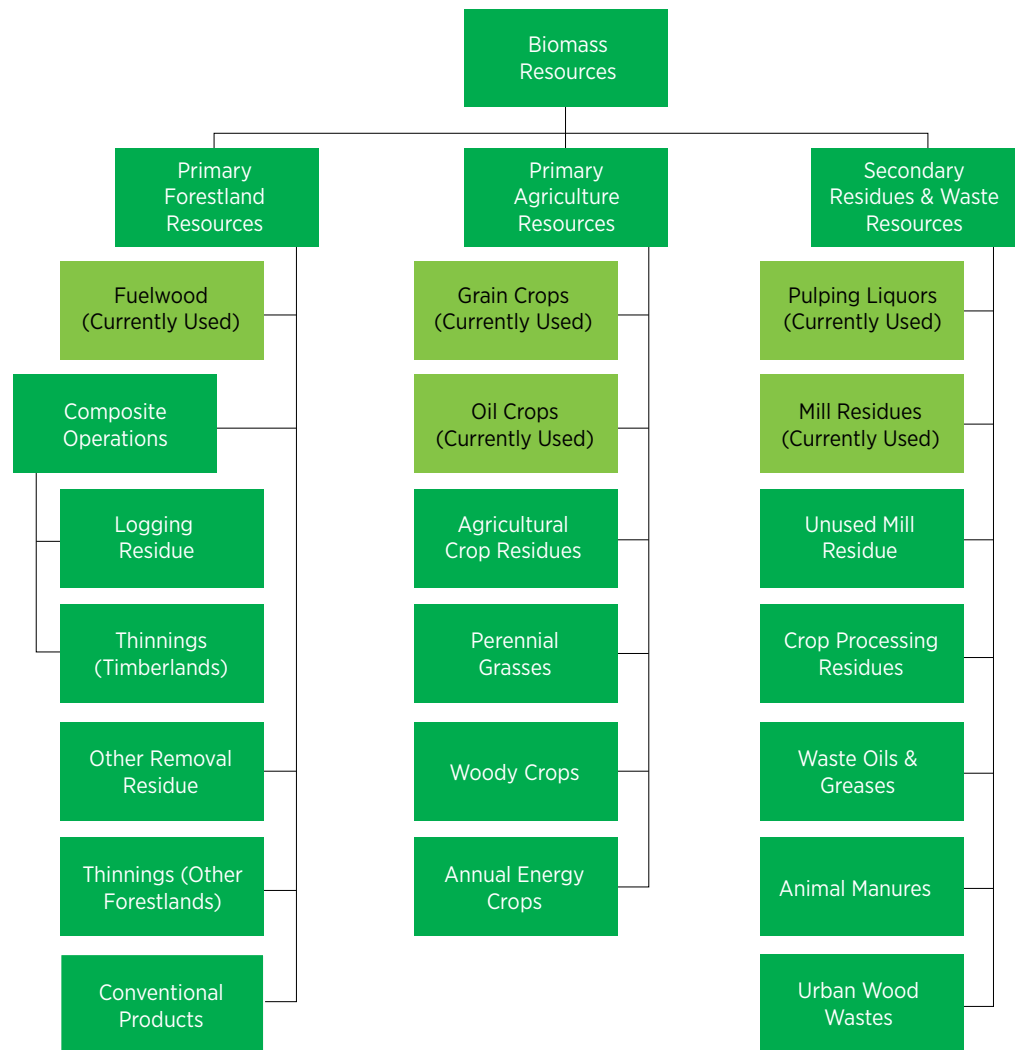 Biomass
Resources
Primary
Forestland
Resources
Primary
Agriculture
Resources
Secondary
Residues & Waste
Resources
Fuelwood
(Currently Used)
Composite
Operations
Logging
Residue
Thinnings
(Timberlands)
Other Removal
Residue
Thinnings (Other
Forestlands)
Conventional
Products
Grain Crops
(Currently Used)
Oil Crops
(Currently Used)
Agricultural
Crop Residues
Perennial
Grasses
Woody Crops
Annual Energy
Crops
Pulping Liquors
(Currently Used)
Mill Residues
(Currently Used)
Unused Mill
Residue
Crop Processing
Residues
Waste Oils &
Greases
Animal Manures
Urban Wood
Wastes